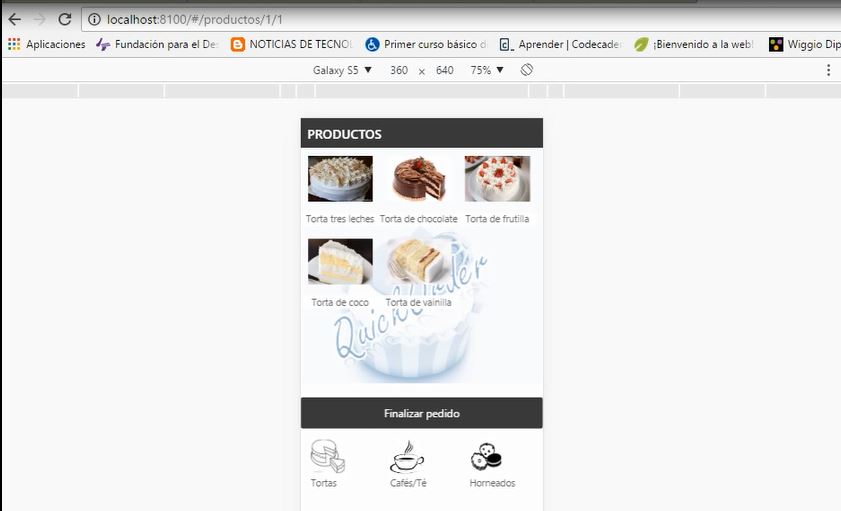 localhost:8100/#/productos/1/1
Aplicaciones
Fundación para el De
NOTICIAS DE TECNOL
Primer curso básico d
Aprender | Codecade
¡Bienvenido a la web!
Wiggio Dip
Galaxy S5 ▼ 360 x 640 75% ▼
PRODUCTOS
Torta tres leches Torta de chocolate Torta de frutilla
Torta de coco Torta de vainilla
QuickOrder
Finalizar pedido
Tortas Cafés/Té Horneados